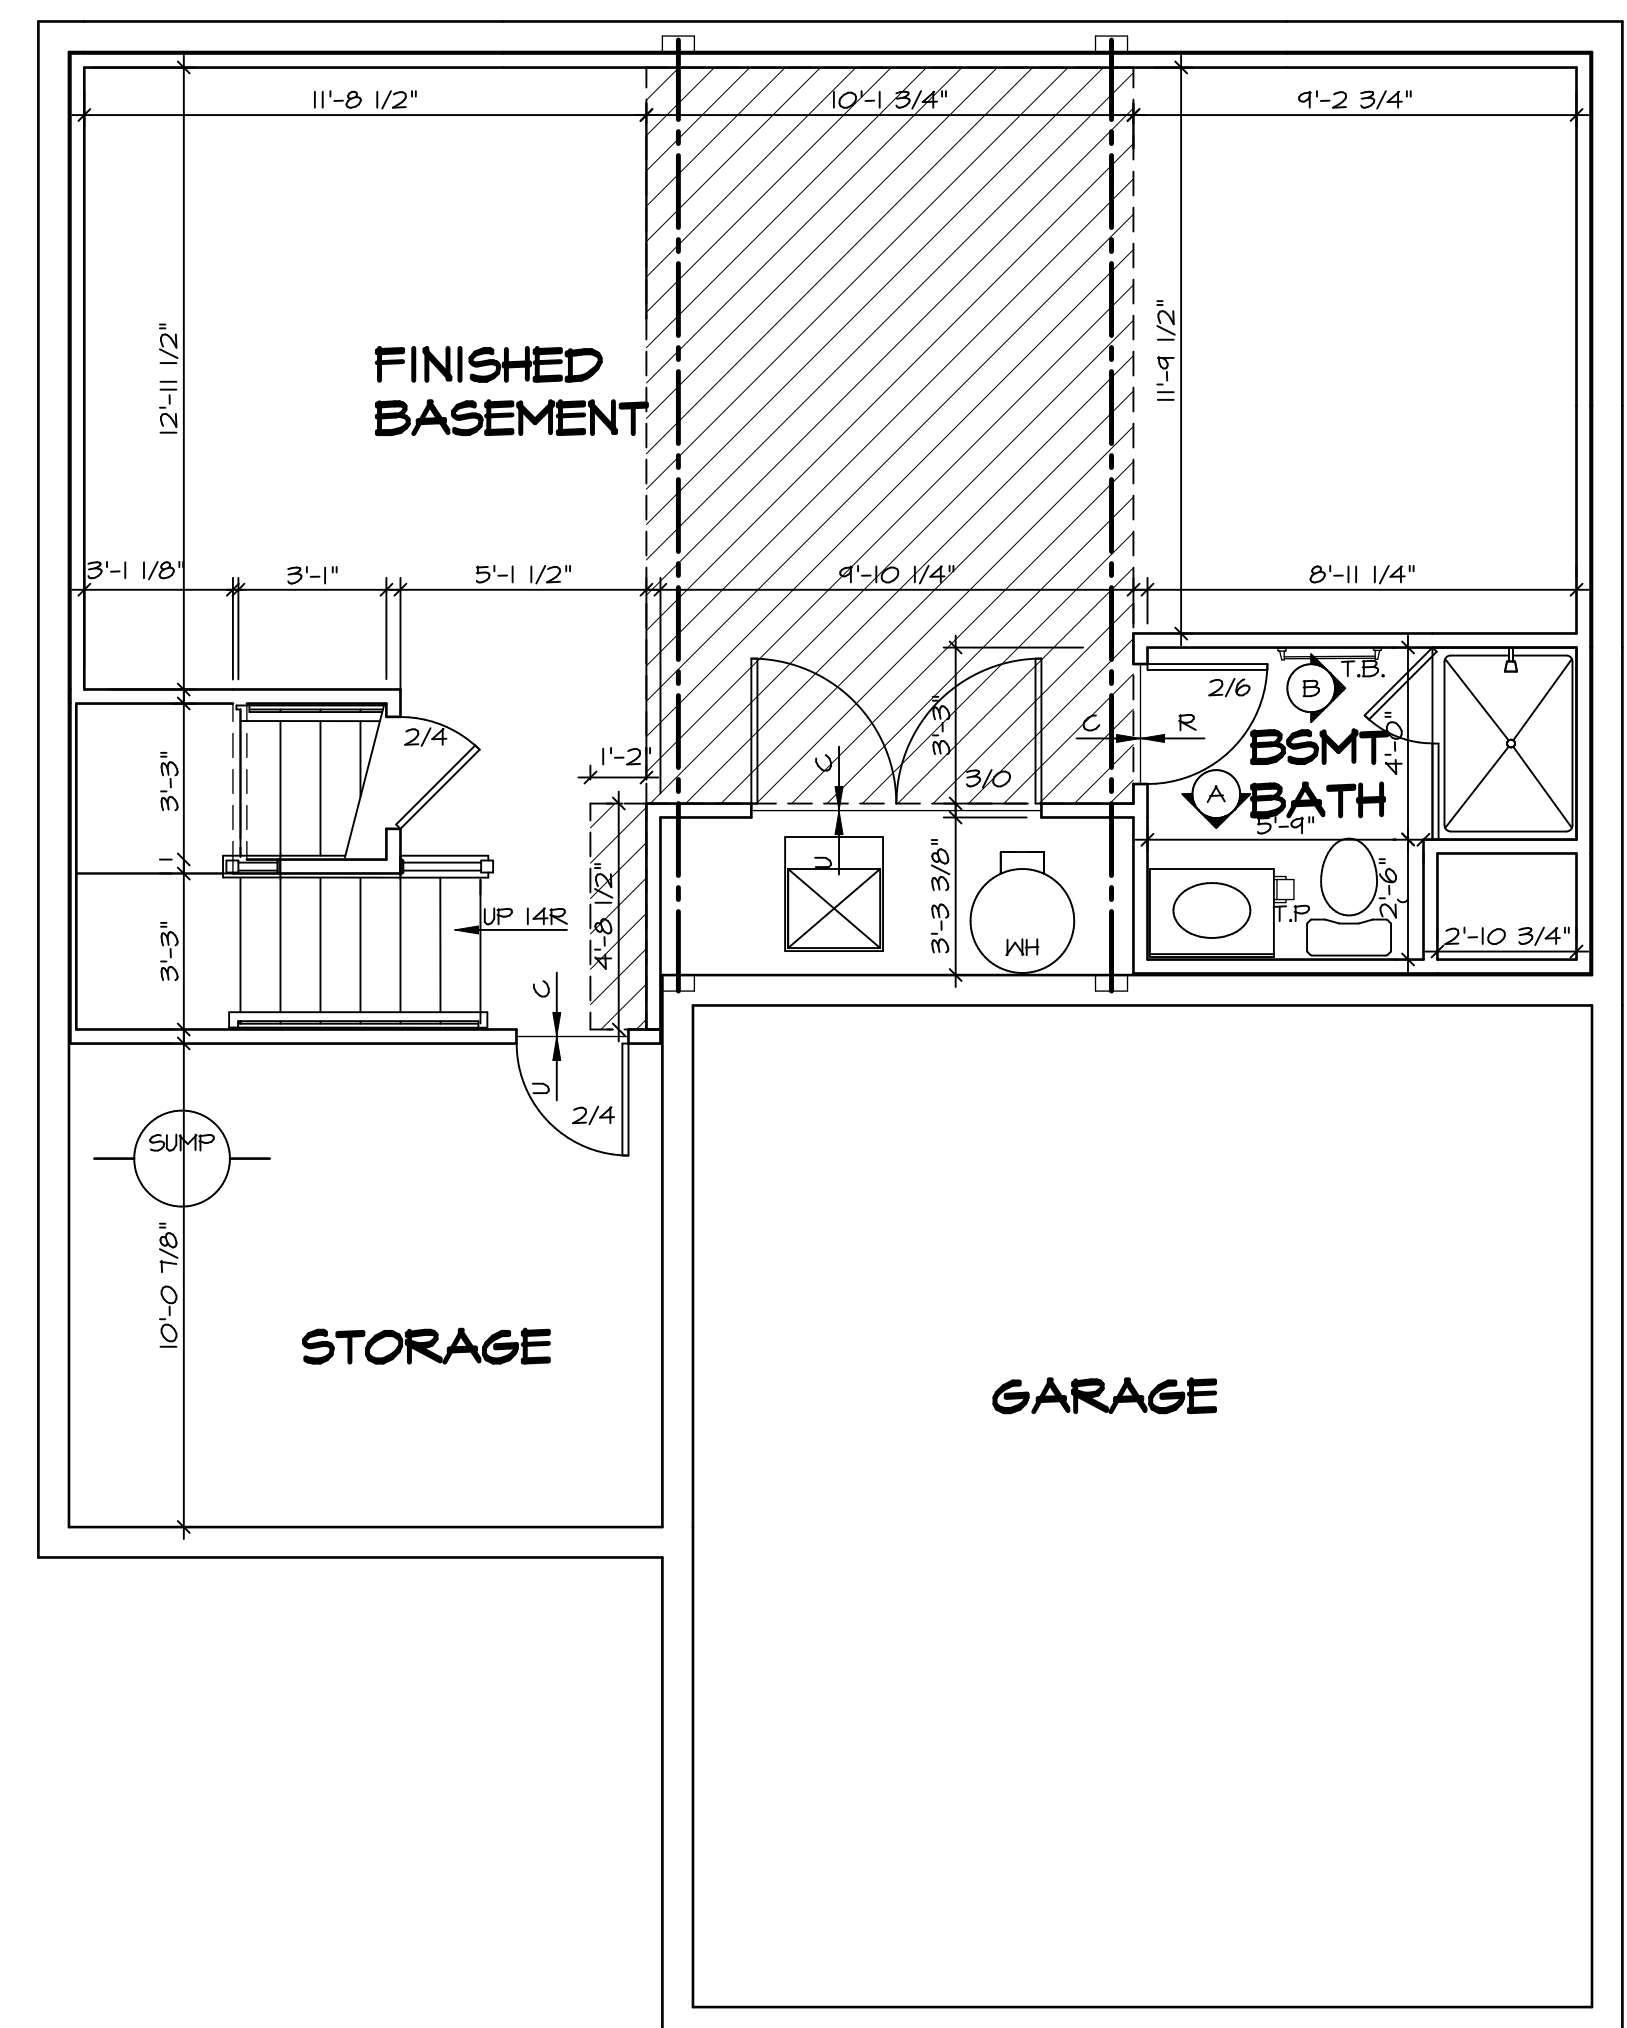 11'-8 1/2"
10'-1 3/4"
9'-2 3/4"
12'-11 1/2"
11'-9 1/2"
FINISHED
BASEMENT
3'-1 1/8"
3'-1"
5'-1 1/2"
9'-10 1/4"
8'-11 1/4"
T.B.
2/6
B
2/4
3'-3"
C
R
4'-0"
BSMT
BATH
1'-2"
C
3/0
A
3'-3"
5'-9"
1
U
3'-3 3/8"
4'-8 1/2"
2'-6"
UP 14R
T.P
3'-3"
WH
2'-10 3/4"
C
U
2/4
SUMP
10'-0 7/8"
STORAGE
GARAGE